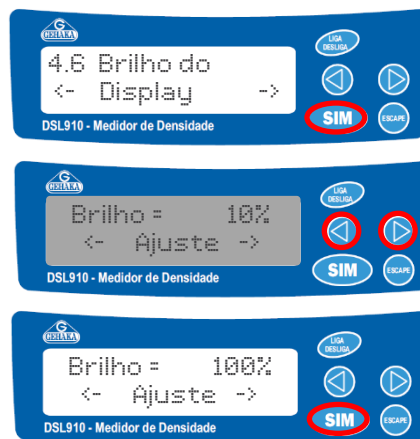 GEHAKA
LIGA
DESLIGA
4.6 Brilho do
<- Display ->
SIM
ESCAPE
DSL910 - Medidor de Densidade
GEHAKA
LIGA
DESLIGA
Brilho = 10%
<- Ajuste ->
SIM
ESCAPE
DSL910 - Medidor de Densidade
GEHAKA
LIGA
DESLIGA
Brilho = 100%
<- Ajuste ->
SIM
ESCAPE
DSL910 - Medidor de Densidade